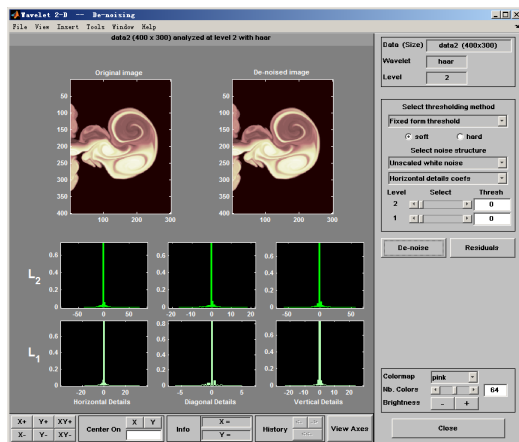 Wavelet 2-D -- De-noising
File View Insert Tools Window Help
data2 (400 x 300) analyzed at level 2 with haar
Original image
De-noised image
50
100
150
200
250
300
350
400
100 200 300
50
100
150
200
250
300
350
400
100 200 300
L2
0.6
0.4
0.2
0
-50 0 50
0.6
0.4
0.2
0
-20 -10 0 10 20
0.6
0.4
0.2
0
-50 0 50
L1
0.8
0.6
0.4
0.2
0
-20 0 20
Horizontal Details
0.6
0.4
0.2
0
-5 0 5
Diagonal Details
0.8
0.6
0.4
0.2
0
-20 -10 0 10 20
Vertical Details
Data (Size) data2 (400x300)
Wavelet haar
Level 2
Select thresholding method
Fixed form threshold
soft hard
Select noise structure
Unscaled white noise
Horizontal details coefs
Level Select Thresh
2 0
1 0
De-noise Residuals
Colormap pink
Nb. Colors 64
Brightness - +
X+ Y+ XY+
X- Y- XY-
Center On X Y
Info X =
Y =
History <- ->
<<-
View Axes
Close